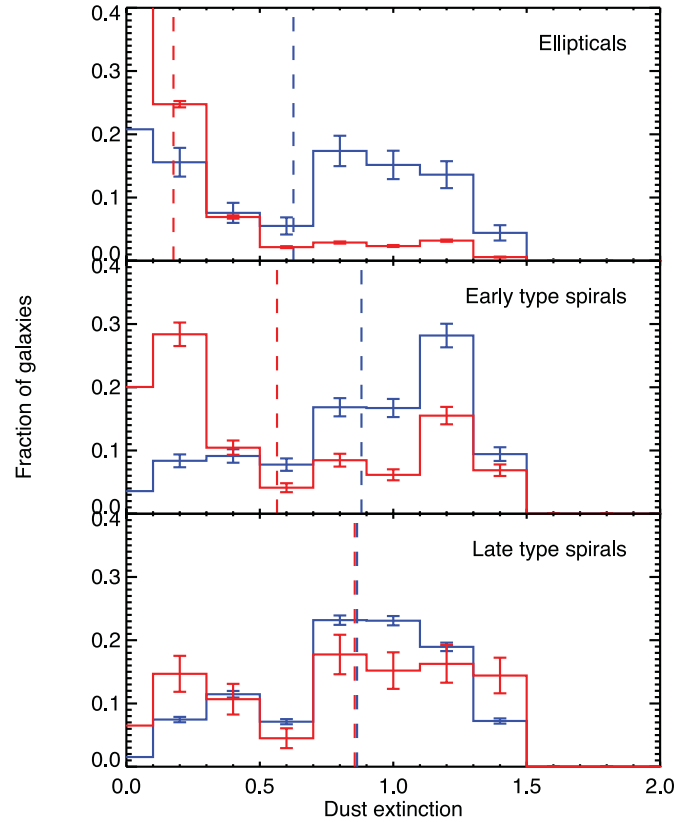 0.4
Ellipticals
0.3
0.2
0.1
0.0
0.4
Early type spirals
0.3
0.2
0.1
0.0
0.4
Late type spirals
0.3
0.2
0.1
0.0
Fraction of galaxies
0.0 0.5 1.0 1.5 2.0
Dust extinction